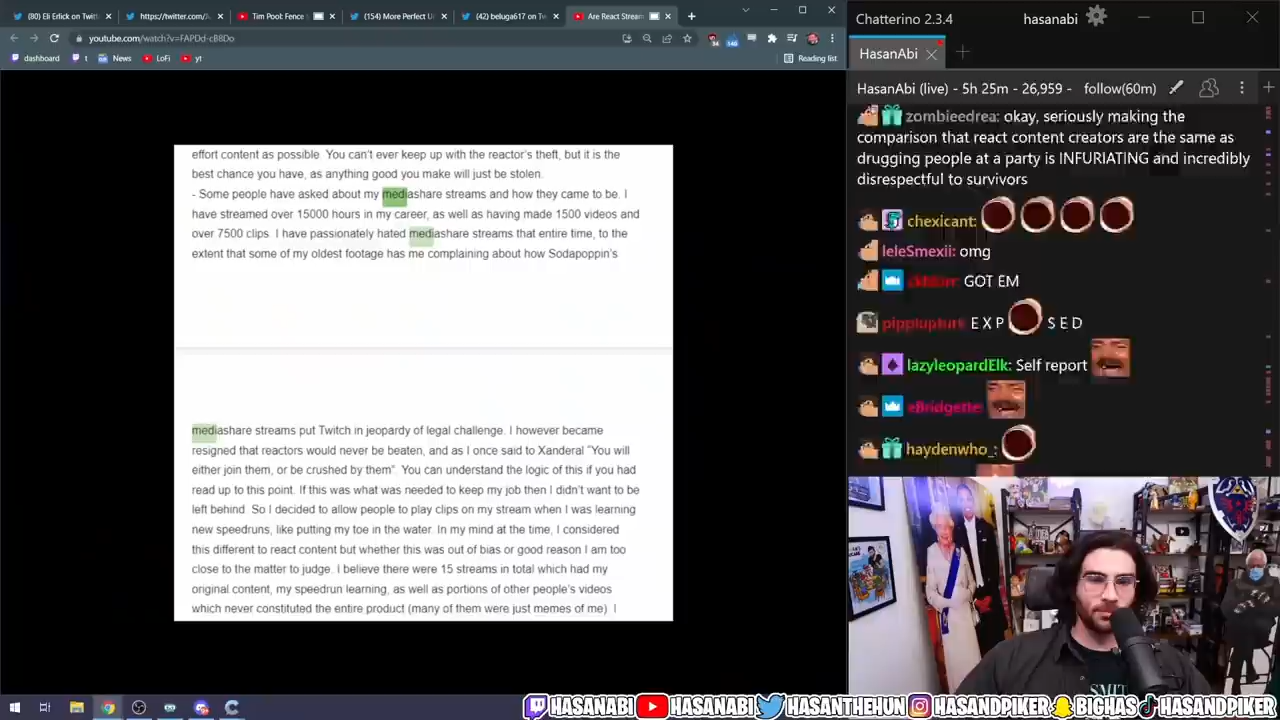 (80) Eli Erlick on Twitt
https://twitter.com/A
Tim Pool: Fence
(154) More Perfect U
(42) beluga617 on Tw
Are React Stream
youtube.com/watch?v=FAPDd-cB8Do
dashboard
t
News
LoFi
yt
Reading list
effort content as possible. You can't ever keep up with the reactor's theft, but it is the
best chance you have, as anything good you make will just be stolen.
- Some people have asked about my mediashare streams and how they came to be. I
have streamed over 15000 hours in my career, as well as having made 1500 videos and
over 7500 clips. I have passionately hated mediashare streams that entire time, to the
extent that some of my oldest footage has me complaining about how Sodapoppin's
mediashare streams put Twitch in jeopardy of legal challenge. I however became
resigned that reactors would never be beaten, and as I once said to Xanderal "You will
either join them, or be crushed by them". You can understand the logic of this if you had
read up to this point. If this was what was needed to keep my job then I didn't want to be
left behind. So I decided to allow people to play clips on my stream when I was learning
new speedruns, like putting my toe in the water. In my mind at the time, I considered
this different to react content but whether this was out of bias or good reason I am too
close to the matter to judge. I believe there were 15 streams in total which had my
original content, my speedrun learning, as well as portions of other people's videos
which never constituted the entire product (many of them were just memes of me). I
Chatterino 2.3.4
hasanabi
HasanAbi
HasanAbi (live) - 5h 25m - 26,959 -
follow(60m)
zombieedrea: okay, seriously making the
comparison that react content creators are the same as
drugging people at a party is INFURIATING and incredibly
disrespectful to survivors
chexicant:
leleSmexii: omg
GOT EM
E X P S E D
lazyleopardElk: Self report
eBridgette:
haydenwho_:
SMIT
HASANABI
HASANABI
HASANTHEHUN
HASANDPIKER
BIGHAS
HASANDPIKER